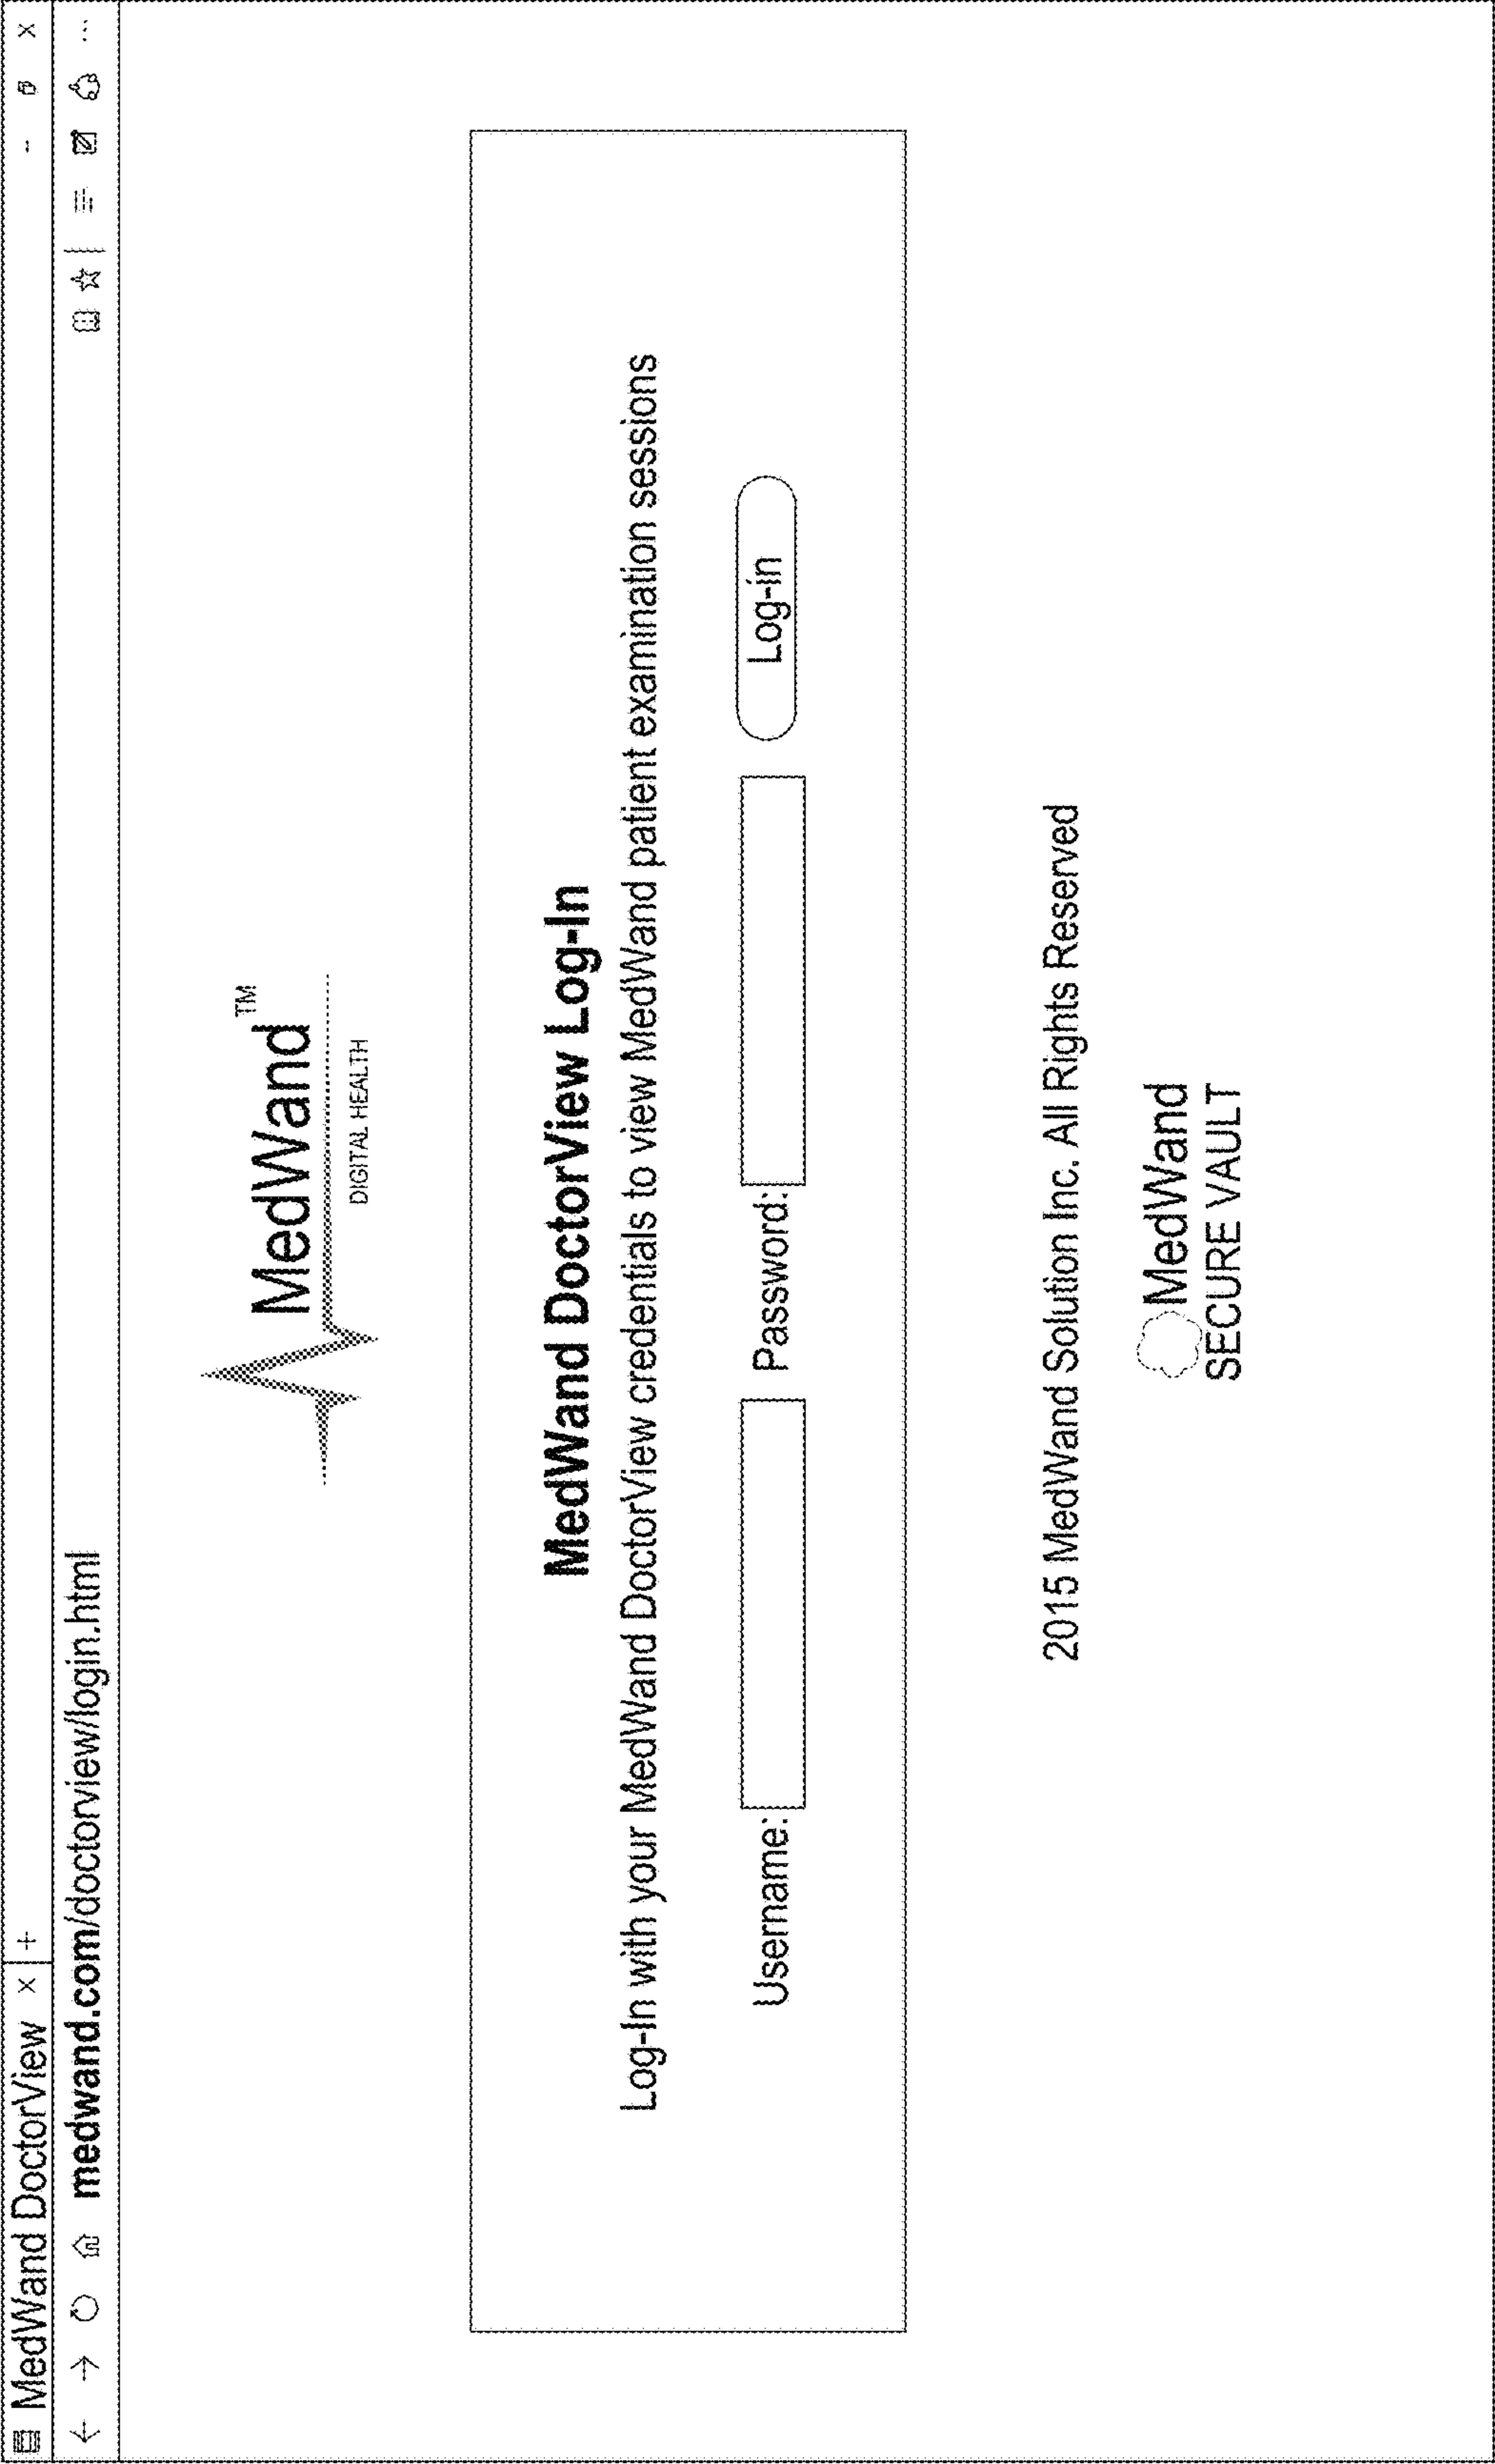 MedWand DoctorView
medwand.com/doctorview/login.html
MedWand™
DIGITAL HEALTH
MedWand DoctorView Log-In
Log-In with your MedWand DoctorView credentials to view MedWand patient examination sessions
Username: Password: Log-in
2015 MedWand Solution Inc. All Rights Reserved
MedWand
SECURE VAULT